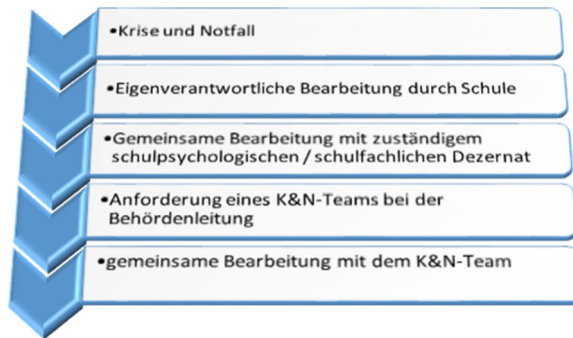 •Krise und Notfall
•Eigenverantwortliche Bearbeitung durch Schule
•Gemeinsame Bearbeitung mit zuständigem
schulpsychologischen / schulfachlichen Dezernat
•Anforderung eines K&N-Teams bei der
Behördenleitung
•gemeinsame Bearbeitung mit dem K&N-Team